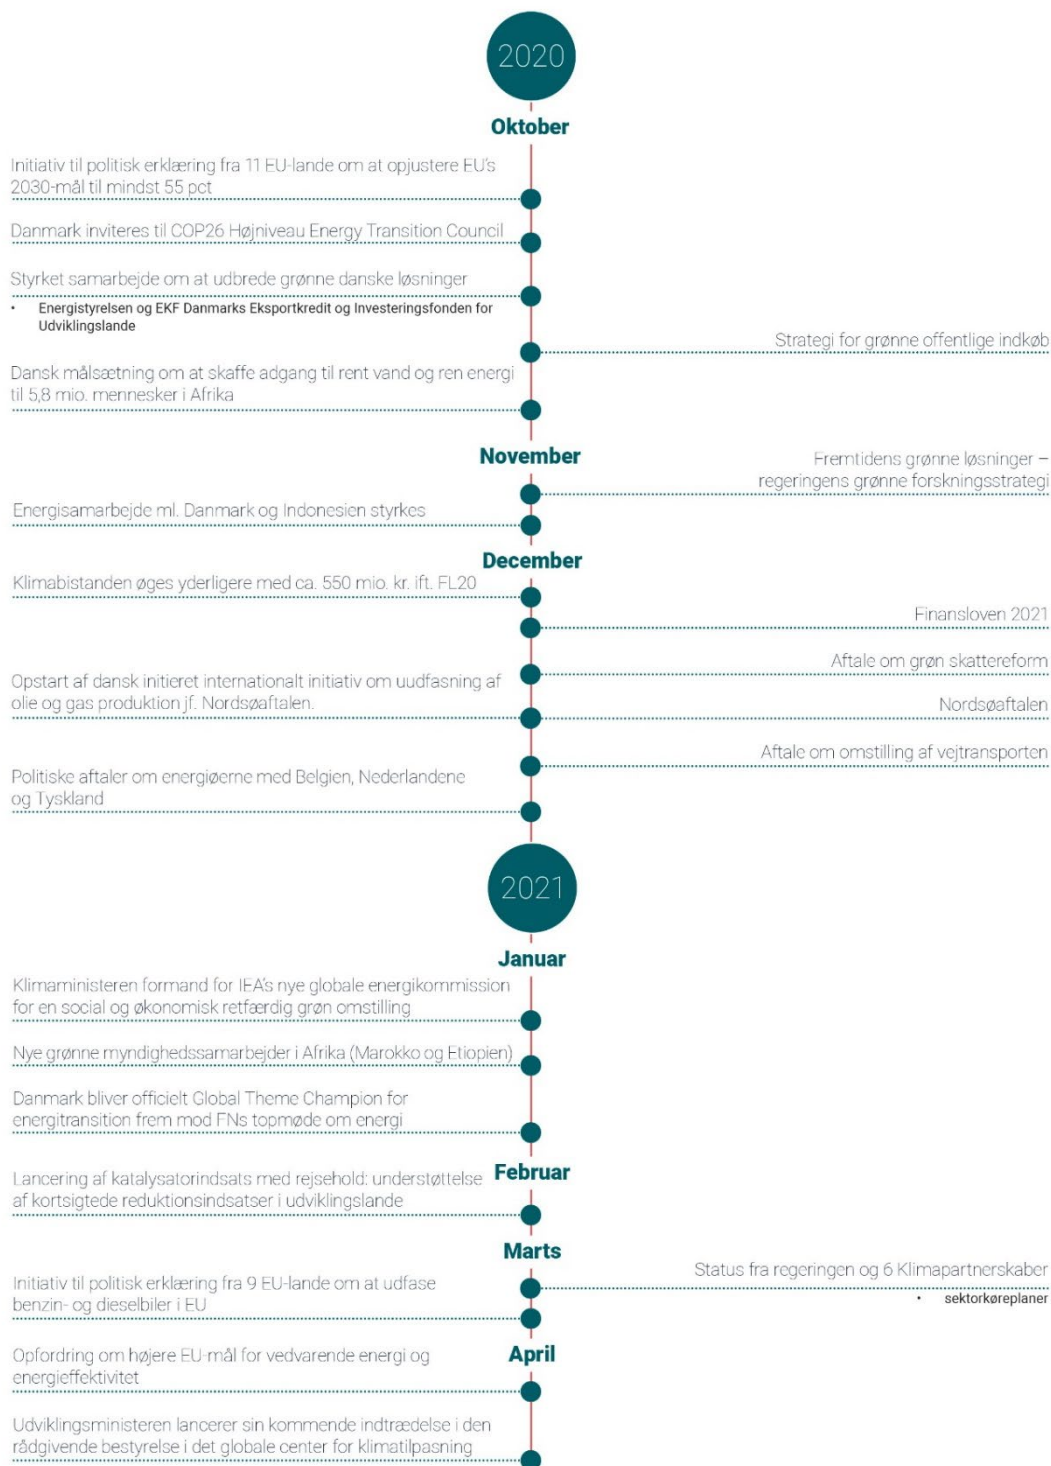 2020
Oktober
Initiativ til politisk erklæring fra 11 EU-lande om at opjustere EU's
2030-mål til mindst 55 pct
Danmark inviteres til COP26 Højniveau Energy Transition Council
Styrket samarbejde om at udbrede grønne danske løsninger
• Energistyrelsen og EKF Danmarks Eksportkredit og Investeringsfonden for
Udviklingslande
Strategi for grønne offentlige indkøb
Dansk målsætning om at skaffe adgang til rent vand og ren energi
til 5,8 mio. mennesker i Afrika
November
Fremtidens grønne løsninger –
regeringens grønne forskningsstrategi
Energisamarbejde ml. Danmark og Indonesien styrkes
December
Klimabistanden øges yderligere med ca. 550 mio. kr. ift. FL20
Finansloven 2021
Aftale om grøn skattereform
Opstart af dansk initieret internationalt initiativ om uudfasning af
olie og gas produktion jf. Nordsøaftalen.
Nordsøaftalen
Aftale om omstilling af vejtransporten
Politiske aftaler om energiøerne med Belgien, Nederlandene
og Tyskland
2021
Januar
Klimaministeren formand for IEA's nye globale energikommission
for en social og økonomisk retfærdig grøn omstilling
Nye grønne myndighedssamarbejder i Afrika (Marokko og Etiopien)
Danmark bliver officielt Global Theme Champion for
energitransition frem mod FNs topmøde om energi
Februar
Lancering af katalysatorindsats med rejsehold: understøttelse
af kortsigtede reduktionsindsatser i udviklingslande
Marts
Status fra regeringen og 6 Klimapartnerskaber
• sektorkøreplaner
Initiativ til politisk erklæring fra 9 EU-lande om at udfase
benzin- og dieselbiler i EU
April
Opfordring om højere EU-mål for vedvarende energi og
energieffektivitet
Udviklingsministeren lancerer sin kommende indtrædelse i den
rådgivende bestyrelse i det globale center for klimatilpasning